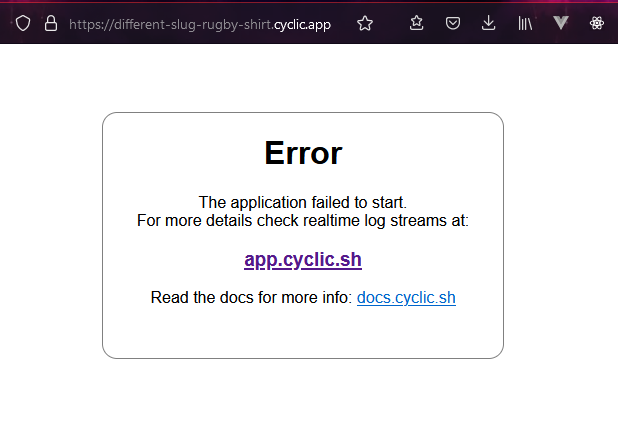 https://different-slug-rugby-shirt.cyclic.app
Error
The application failed to start.
For more details check realtime log streams at:
app.cyclic.sh
Read the docs for more info: docs.cyclic.sh